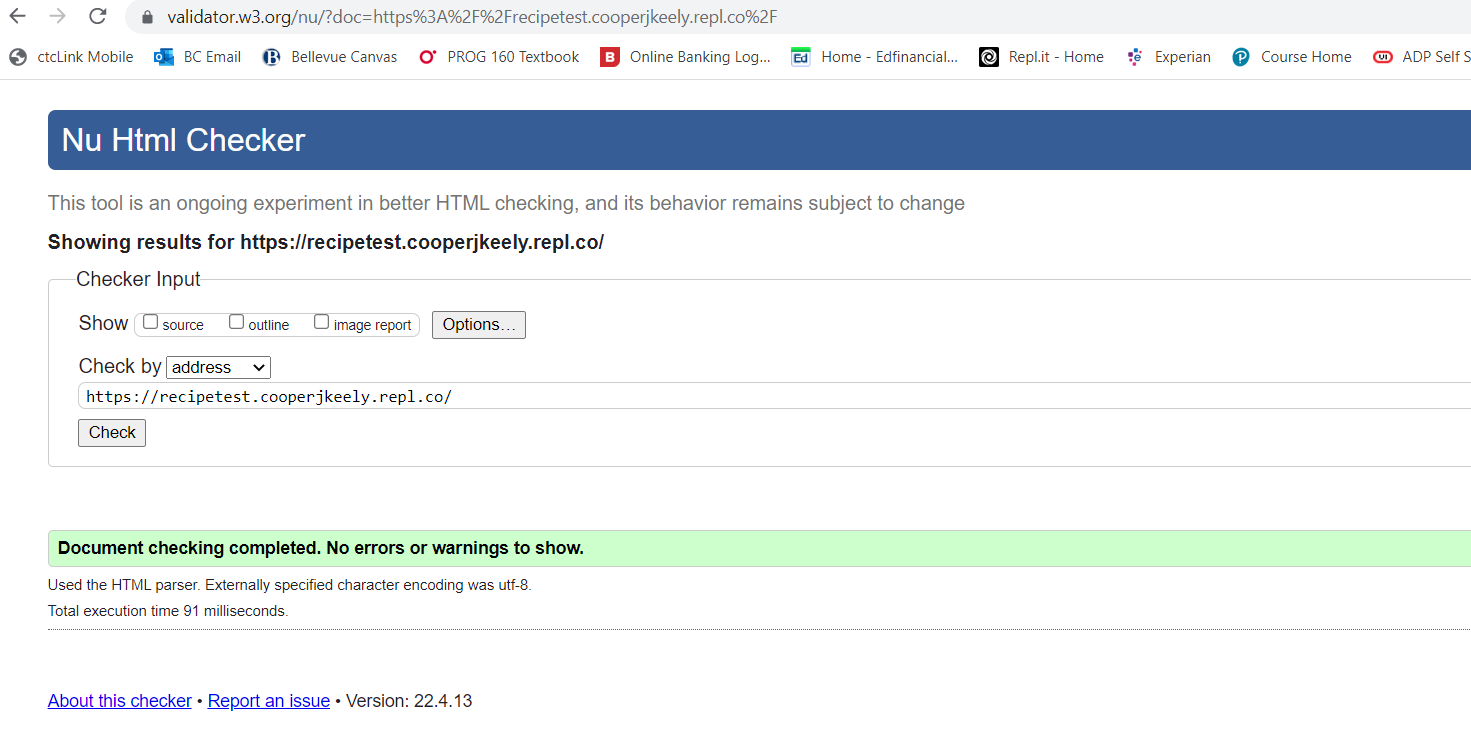 validator.w3.org/nu/?doc=https%3A%2F%2Frecipetest.cooperjkeely.repl.co%2F
ctcLink Mobile BC Email Bellevue Canvas PROG 160 Textbook B Online Banking Log... Ed Home - Edfinancial... Repl.it - Home Experian Course Home ADP Self S
Nu Html Checker
This tool is an ongoing experiment in better HTML checking, and its behavior remains subject to change
Showing results for https://recipetest.cooperjkeely.repl.co/
Checker Input
Show source outline image report Options...
Check by address
https://recipetest.cooperjkeely.repl.co/
Check
Document checking completed. No errors or warnings to show.
Used the HTML parser. Externally specified character encoding was utf-8.
Total execution time 91 milliseconds.
About this checker • Report an issue • Version: 22.4.13